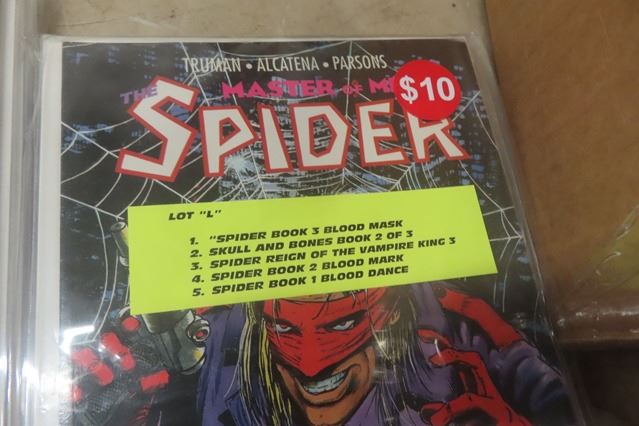 TRUMAN • ALCATENA • PARSONS
THE MASTER OF M
$10
SPIDER
LOT "L"
1. "SPIDER BOOK 3 BLOOD MASK
2. SKULL AND BONES BOOK 2 OF 3
3. SPIDER REIGN OF THE VAMPIRE KING 3
4. SPIDER BOOK 2 BLOOD MARK
5. SPIDER BOOK 1 BLOOD DANCE